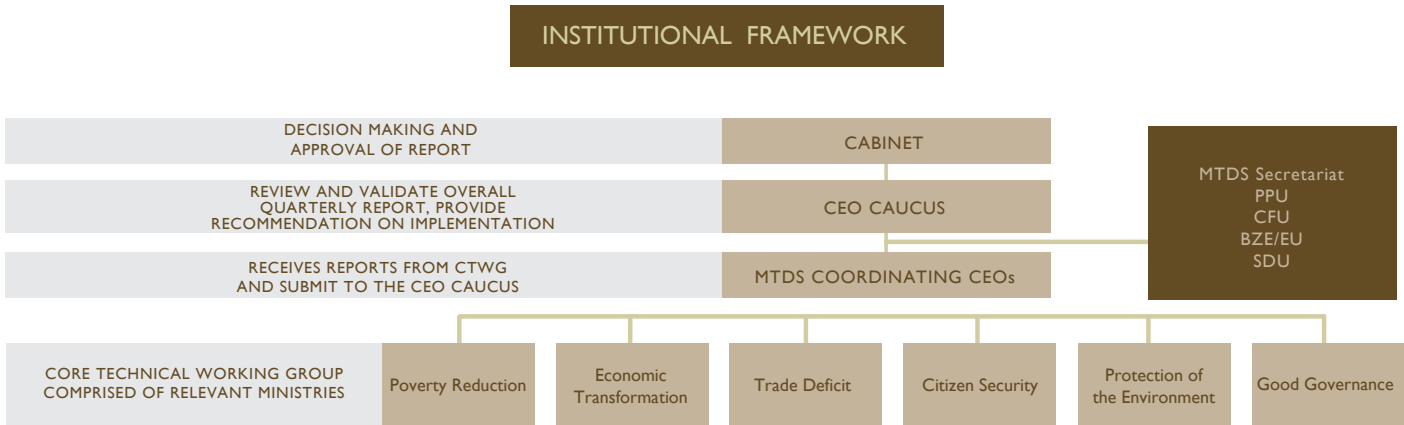 INSTITUTIONAL FRAMEWORK
DECISION MAKING AND
APPROVAL OF REPORT
CABINET
REVIEW AND VALIDATE OVERALL
QUARTERLY REPORT, PROVIDE
RECOMMENDATION ON IMPLEMENTATION
CEO CAUCUS
RECEIVES REPORTS FROM CTWG
AND SUBMIT TO THE CEO CAUCUS
MTDS COORDINATING CEOs
MTDS Secretariat
PPU
CFU
BZE/EU
SDU
CORE TECHNICAL WORKING GROUP
COMPRISED OF RELEVANT MINISTRIES
Poverty Reduction
Economic
Transformation
Trade Deficit
Citizen Security
Protection of
the Environment
Good Governance